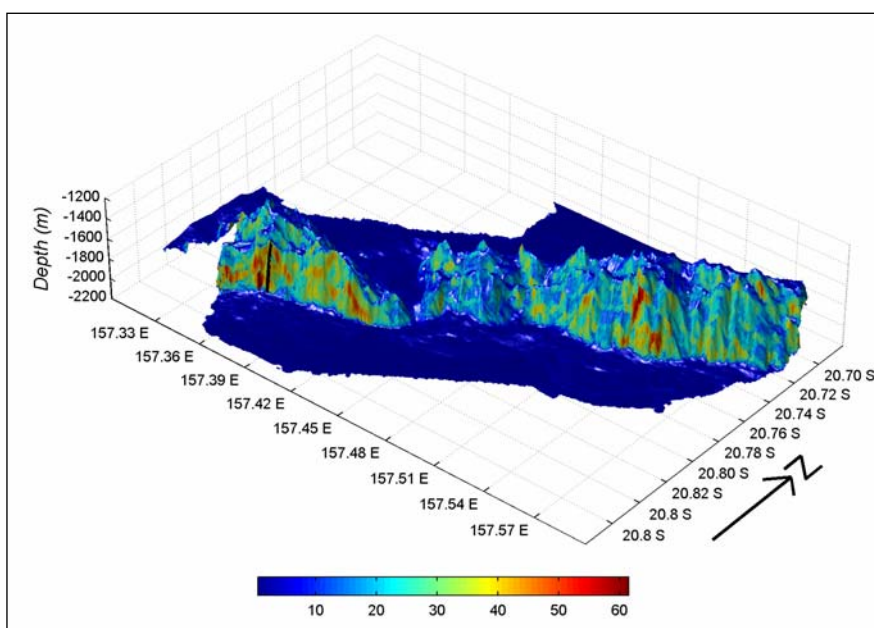 Depth (m)
-1200
-1400
-1600
-1800
-2000
-2200
157.33 E
157.36 E
157.39 E
157.42 E
157.45 E
157.48 E
157.51 E
157.54 E
157.57 E
20.70 S
20.72 S
20.74 S
20.76 S
20.78 S
20.80 S
20.82 S
20.8 S
20.8 S
N
10 20 30 40 50 60